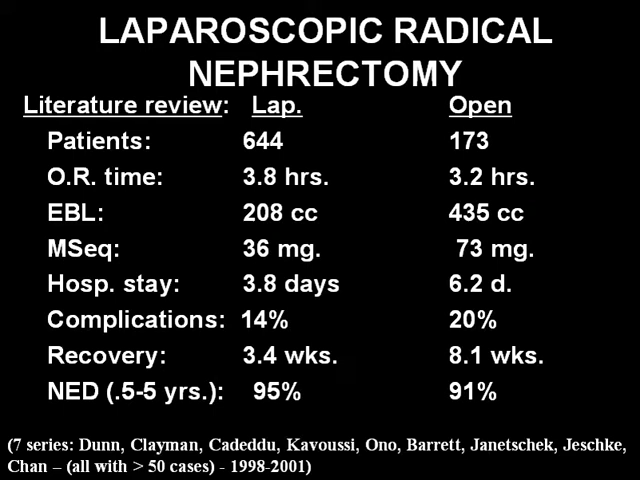 LAPAROSCOPIC RADICAL
NEPHRECTOMY
Literature review: Lap. Open
Patients: 644 173
O.R. time: 3.8 hrs. 3.2 hrs.
EBL: 208 cc 435 cc
MSeq: 36 mg. 73 mg.
Hosp. stay: 3.8 days 6.2 d.
Complications: 14% 20%
Recovery: 3.4 wks. 8.1 wks.
NED (.5-5 yrs.): 95% 91%
(7 series: Dunn, Clayman, Cadeddu, Kavoussi, Ono, Barrett, Janetschek, Jeschke,
Chan – (all with > 50 cases) - 1998-2001)